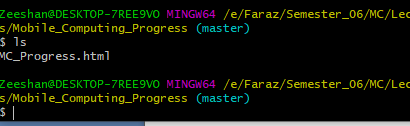 Zeeshan@DESKTOP-7REE9VO MINGW64 /e/Faraz/Semester_06/MC/Lec
s/Mobile_Computing_Progress (master)
$ ls
MC_Progress.html
Zeeshan@DESKTOP-7REE9VO MINGW64 /e/Faraz/Semester_06/MC/Lec
s/Mobile_Computing_Progress (master)
$